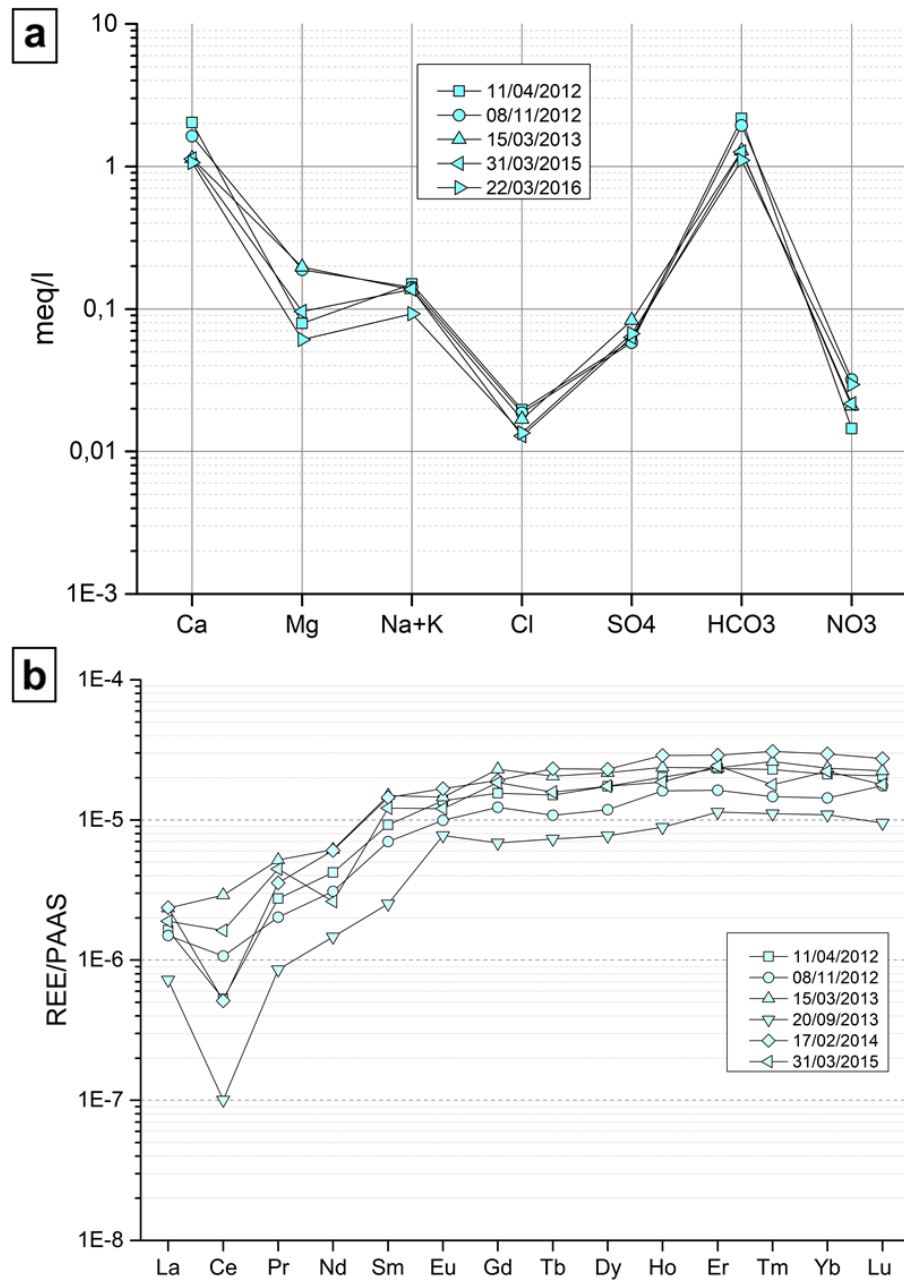 a
10
1
0,1
0,01
1E-3
meq/l
11/04/2012
08/11/2012
15/03/2013
31/03/2015
22/03/2016
Ca Mg Na+K Cl SO4 HCO3 NO3
b
1E-4
1E-5
1E-6
1E-7
1E-8
REE/PAAS
11/04/2012
08/11/2012
15/03/2013
20/09/2013
17/02/2014
31/03/2015
La Ce Pr Nd Sm Eu Gd Tb Dy Ho Er Tm Yb Lu